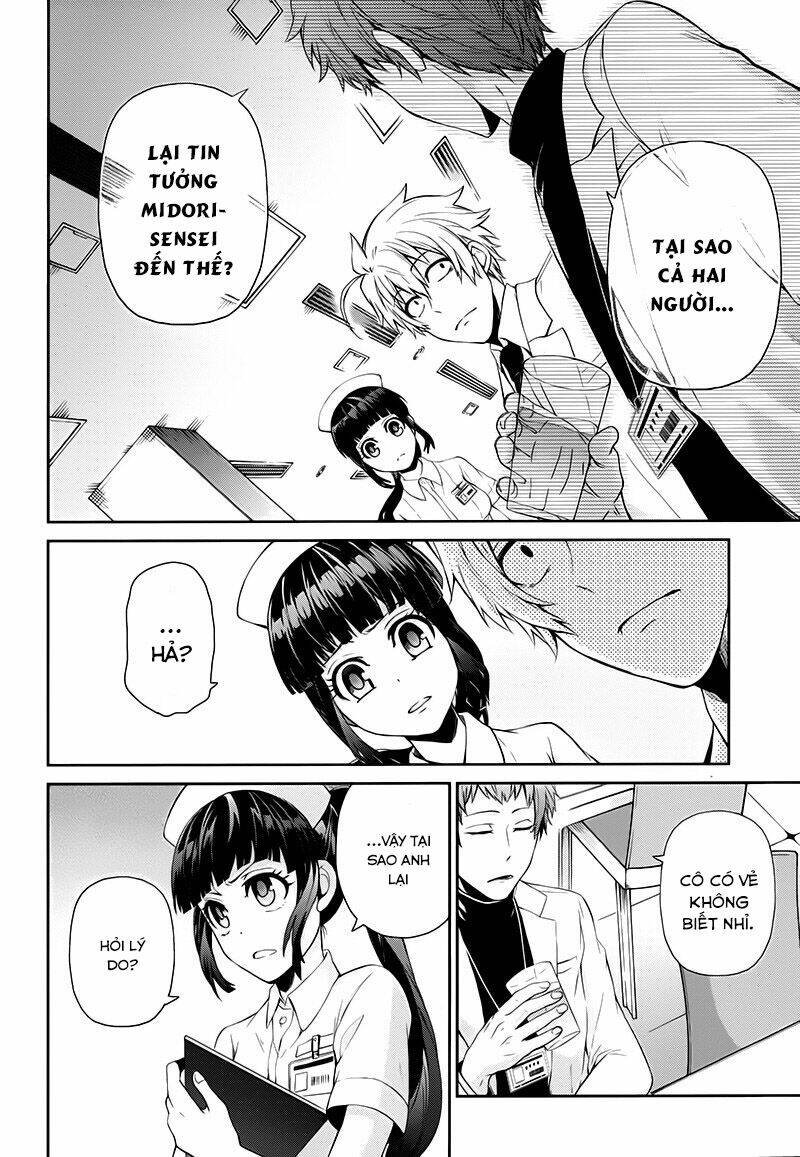 TẠI SAO
CẢ HAI
NGƯỜI...
LẠI TIN
TƯỞNG
MIDORI-
SENSEI
ĐẾN THẾ?
...
HẢ?
CÔ CÓ VẺ
KHÔNG
BIẾT NHỈ.
...VẬY TẠI
SAO ANH
LẠI
HỎI LÝ
DO?